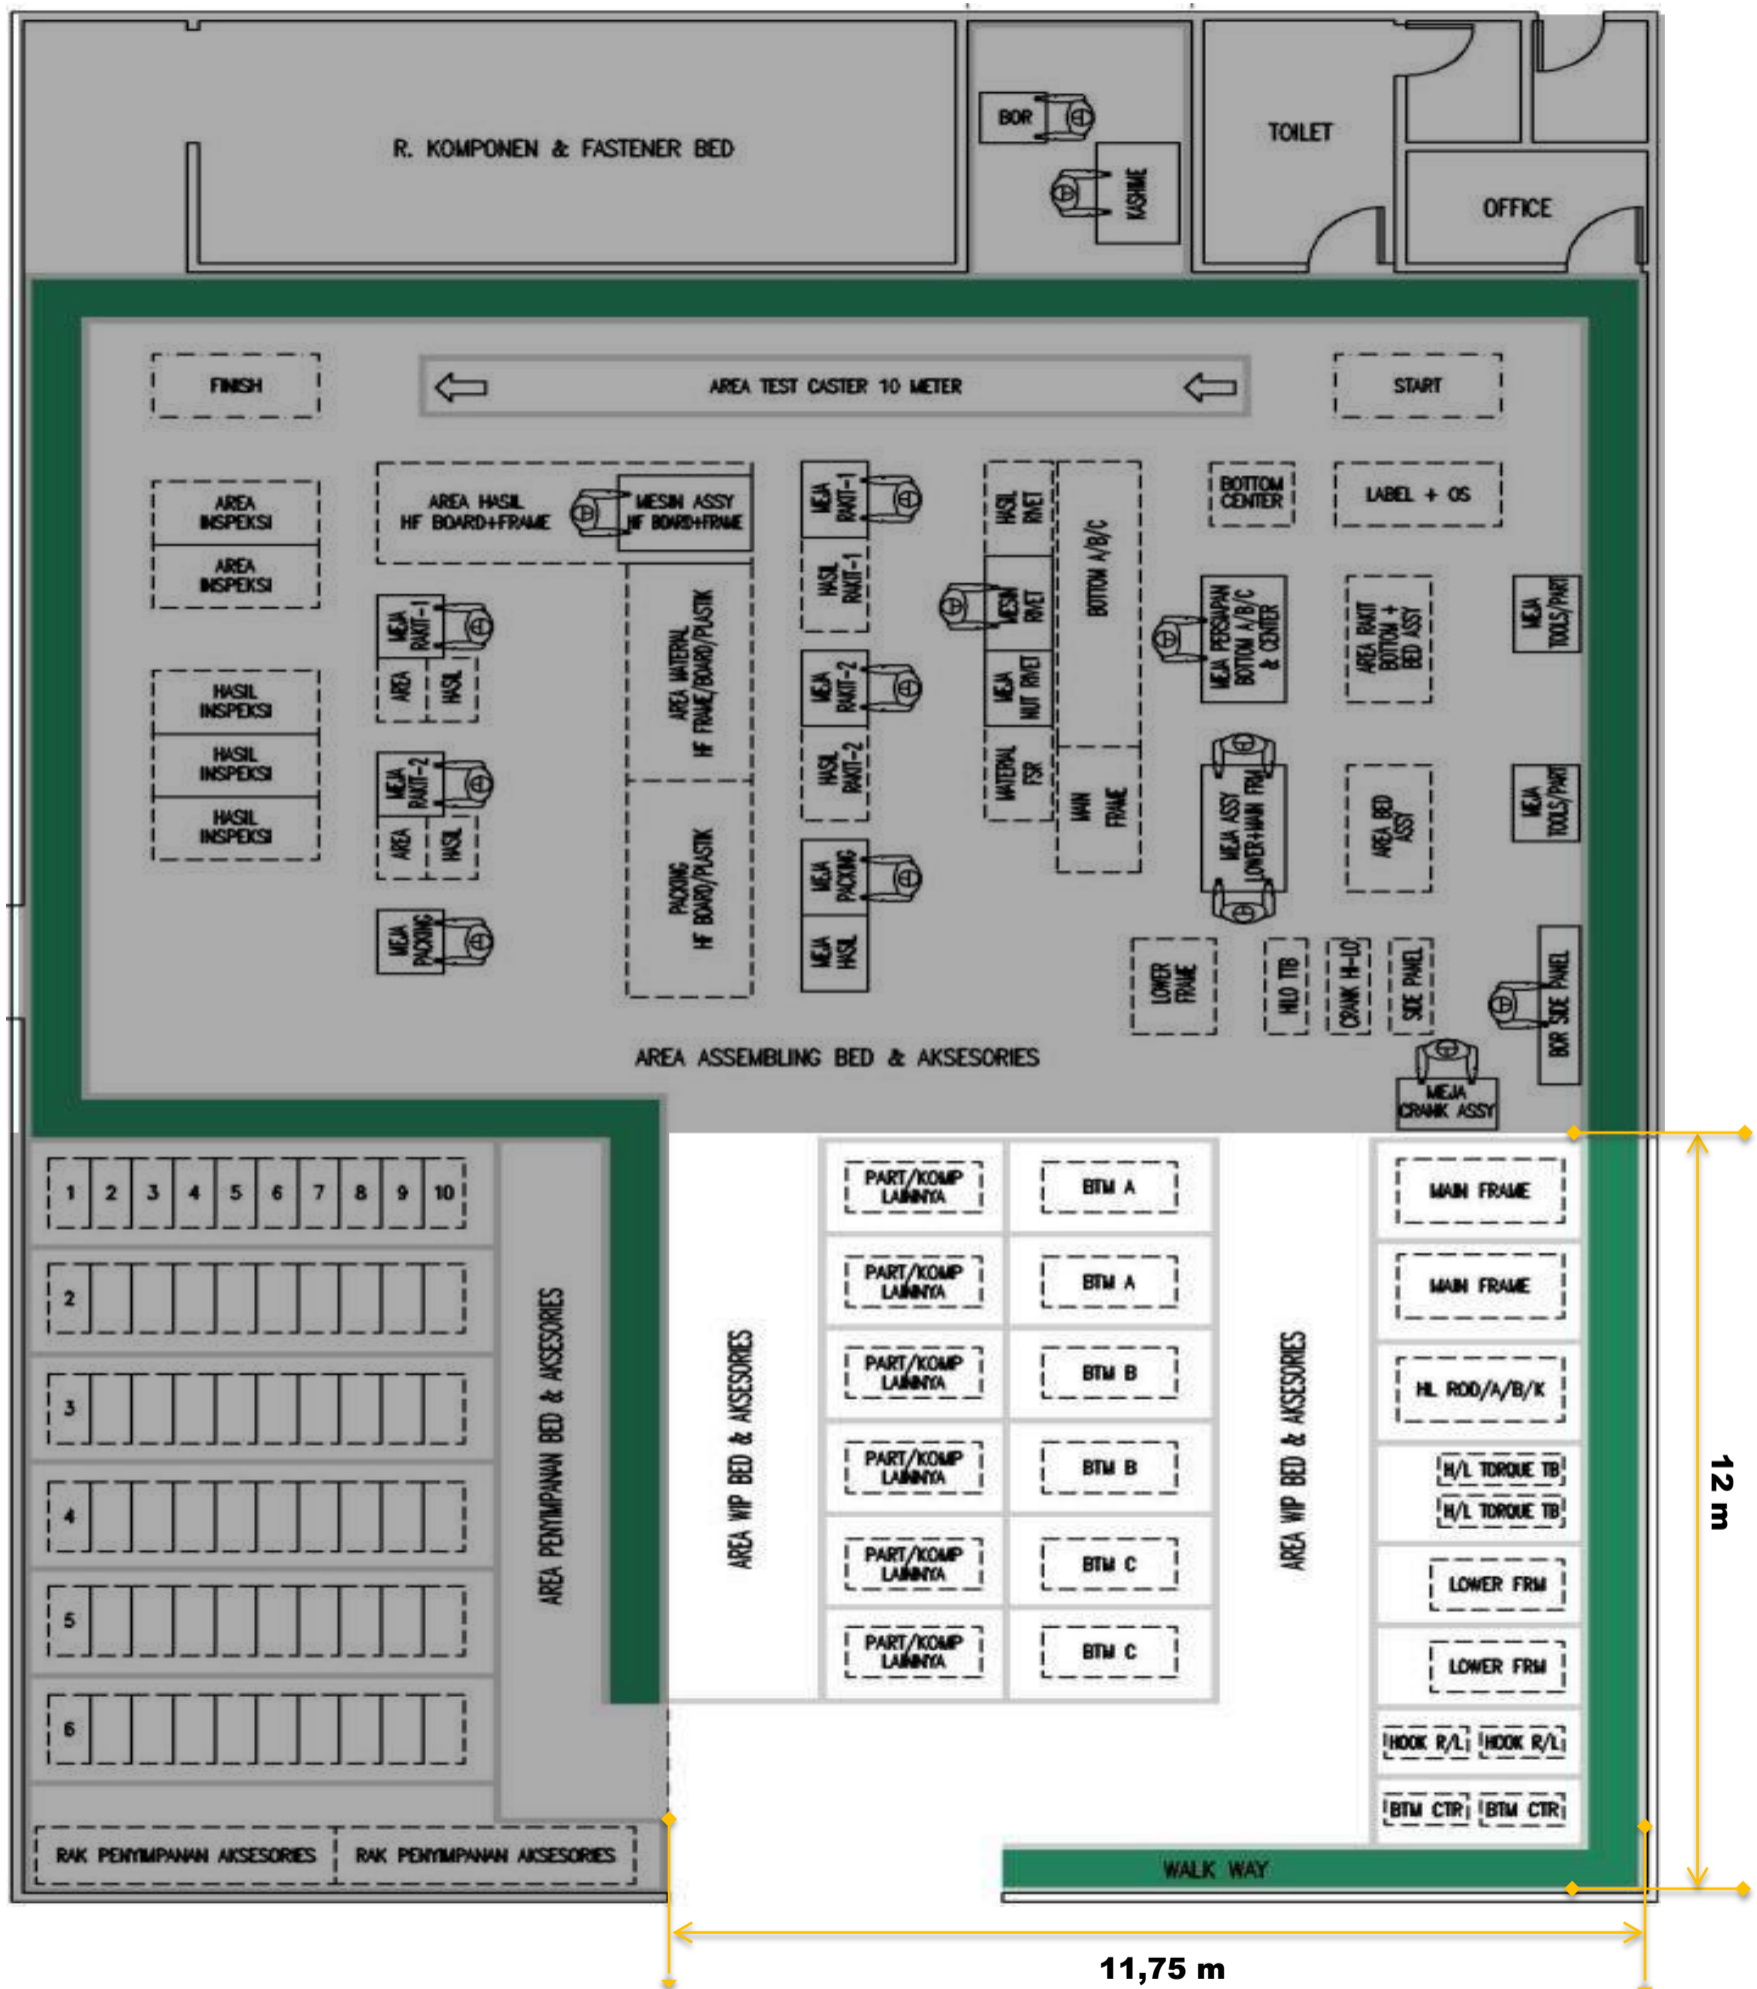 R. KOMPONEN & FASTENER BED
BOR
KASHIME
TOILET
OFFICE
FINISH
AREA TEST CASTER 10 METER
START
AREA
INSPEKSI
AREA
INSPEKSI
HASIL
INSPEKSI
HASIL
INSPEKSI
HASIL
INSPEKSI
AREA HASIL
HF BOARD+FRAME
MESIN ASSY
HF BOARD+FRAME
MEJA
RAKIT-1
AREA
HASIL
MEJA
RAKIT-2
AREA
HASIL
MEJA
PACKING
AREA MATERIAL
HF FRAME/BOARD/PLASTIK
PACKING
HF BOARD/PLASTIK
MEJA
RAKIT-1
HASIL
RAKIT-1
MEJA
RAKIT-2
HASIL
RAKIT-2
MEJA
PACKING
MEJA
HASIL
HASIL
RIVET
MESIN
RIVET
MEJA
NUT RIVET
MATERIAL
FSR
BOTTOM A/B/C
MAIN
FRAME
BOTTOM
CENTER
LABEL + OS
MEJA PERSIAPAN
BOTTOM A/B/C
& CENTER
AREA RAKIT
BOTTOM +
BED ASSY
MEJA
TOOLS/PART
MEJA ASSY
LOWER+MAIN FRM
AREA BED
ASSY
MEJA
TOOLS/PART
LOWER
FRAME
HILO TTB
CRANK HI-LO
SIDE PANEL
BOR SIDE PANEL
MEJA
CRANK ASSY
AREA ASSEMBLING BED & AKSESORIES
1 2 3 4 5 6 7 8 9 10
2
3
4
5
6
AREA PENYIMPANAN BED & AKSESORIES
RAK PENYIMPANAN AKSESORIES
RAK PENYIMPANAN AKSESORIES
AREA WIP BED & AKSESORIES
PART/KOMP
LAINNYA
BTM A
PART/KOMP
LAINNYA
BTM A
PART/KOMP
LAINNYA
BTM B
PART/KOMP
LAINNYA
BTM B
PART/KOMP
LAINNYA
BTM C
PART/KOMP
LAINNYA
BTM C
AREA WIP BED & AKSESORIES
MAIN FRAME
MAIN FRAME
HL ROD/A/B/K
H/L TORQUE TB
H/L TORQUE TB
LOWER FRM
LOWER FRM
HOOK R/L
HOOK R/L
BTM CTR
BTM CTR
WALK WAY
12 m
11,75 m